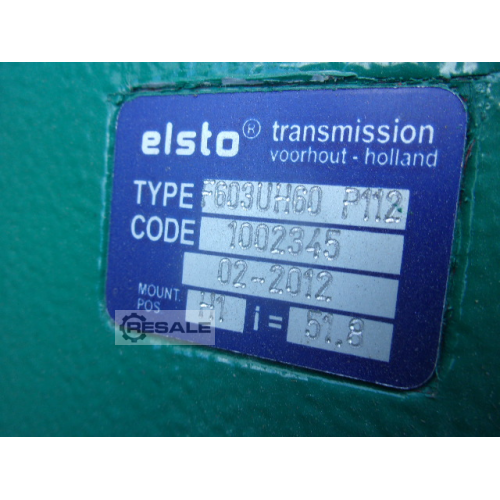 elsto® transmission
voorhout - holland
TYPE F603UH60 P112
CODE 1002345
02-2012
MOUNT. POS. H1 i = 51.8
RESALE